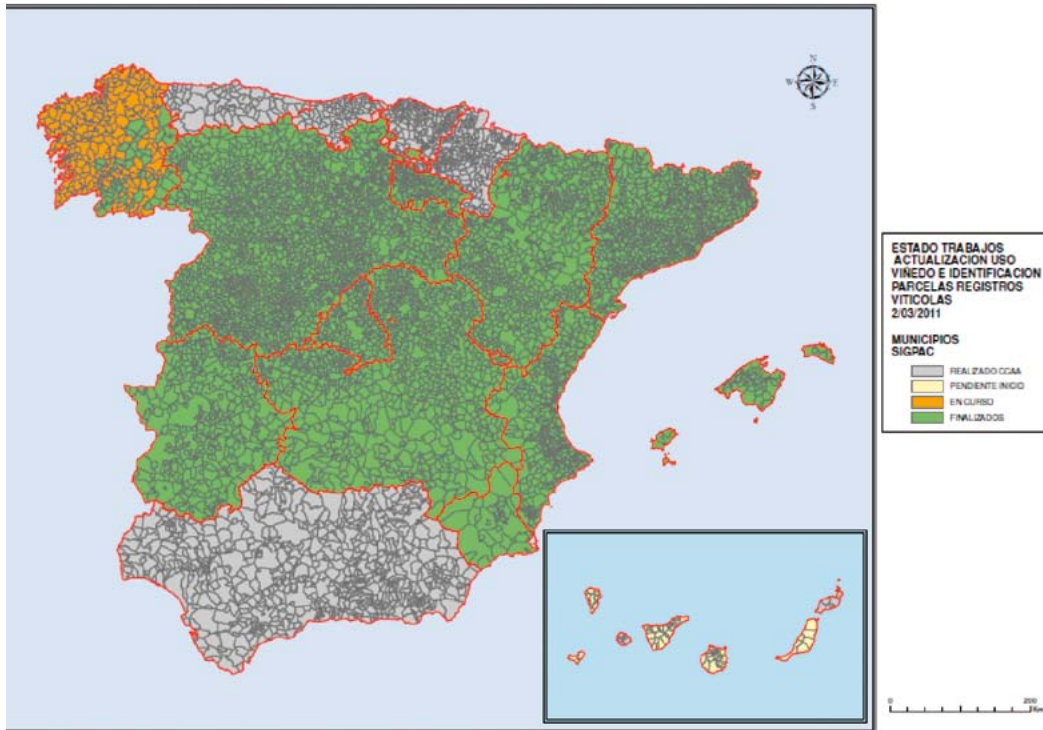 N
W E
S
ESTADO TRABAJOS
ACTUALIZACION USO
VIÑEDO E IDENTIFICACION
PARCELAS REGISTROS
VITICOLAS
2/03/2011
MUNICIPIOS
SIGPAC
REALIZADO CCAA
PENDIENTE INICIO
EN CURSO
FINALIZADOS
0 200
Km